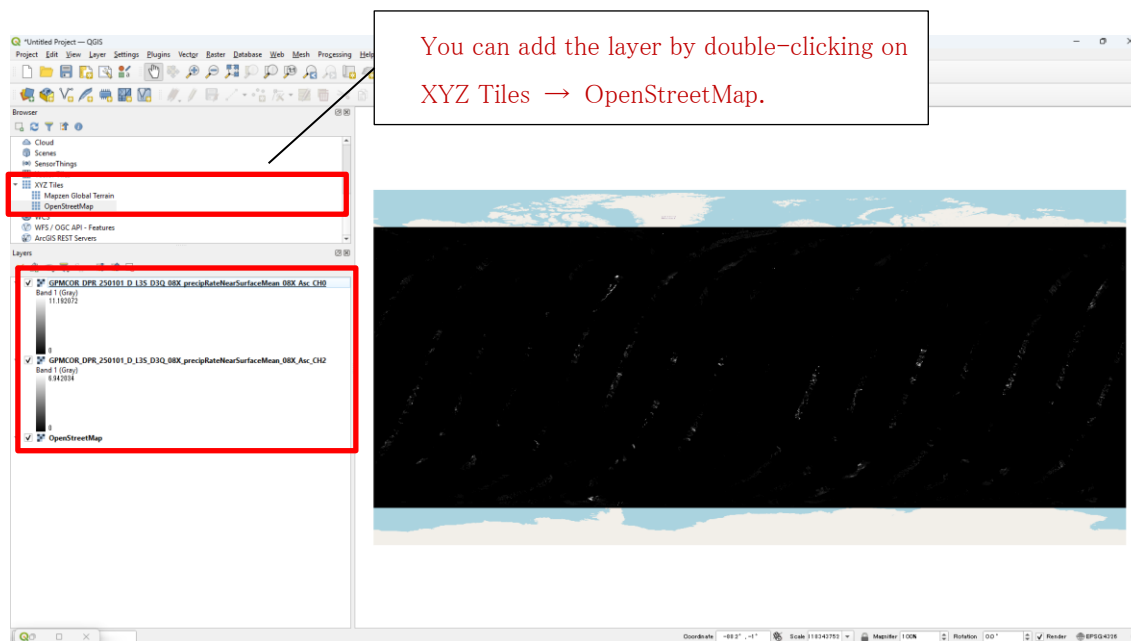 *Untitled Project — QGIS
Project Edit View Layer Settings Plugins Vector Raster Database Web Mesh Processing Help
You can add the layer by double-clicking on
XYZ Tiles → OpenStreetMap.
Browser
Cloud
Scenes
SensorThings
XYZ Tiles
Mapzen Global Terrain
OpenStreetMap
WCS
WFS / OGC API - Features
ArcGIS REST Servers
Layers
GPMCOR_DPR_250101_D_L3S_D3Q_08X_precipRateNearSurfaceMean_08X_Asc_CH0
Band 1 (Gray)
11.192072
0
GPMCOR_DPR_250101_D_L3S_D3Q_08X_precipRateNearSurfaceMean_08X_Asc_CH2
Band 1 (Gray)
6.942034
0
OpenStreetMap
Coordinate Scale Magnifier 100% Rotation 0.0° Render EPSG:4326